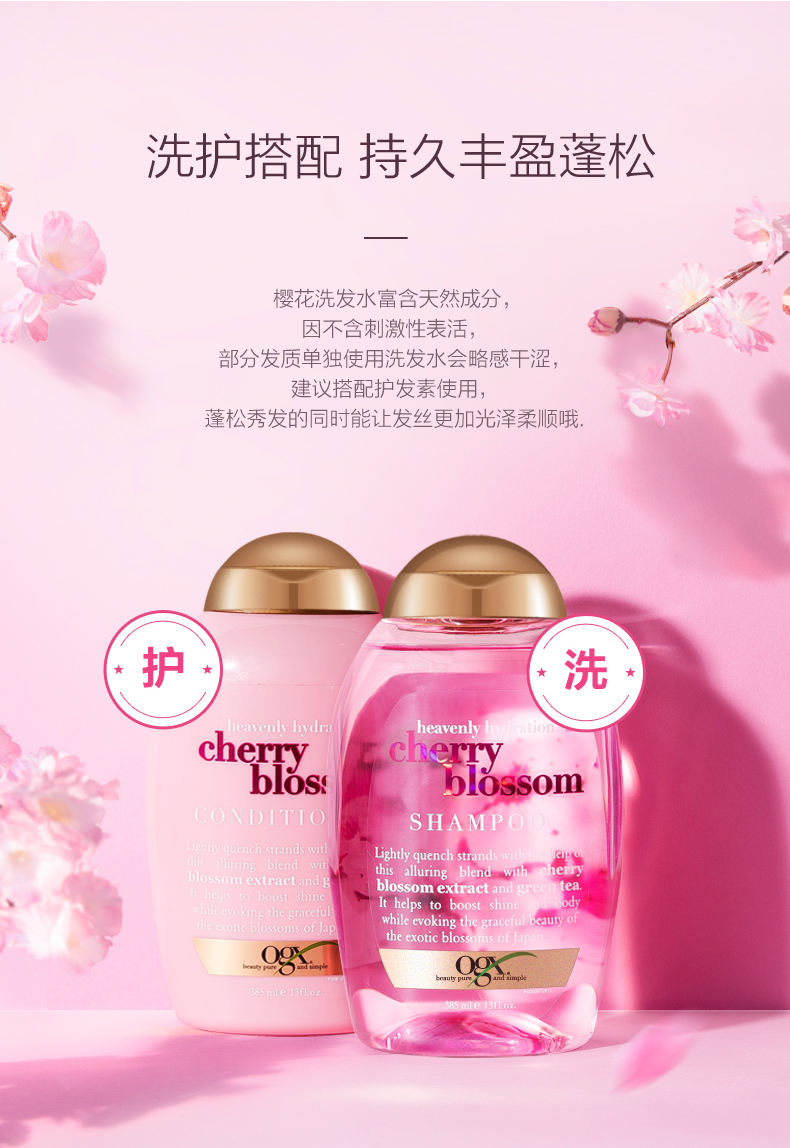 洗护搭配 持久丰盈蓬松
樱花洗发水富含天然成分，
因不含刺激性表活，
部分发质单独使用洗发水会略感干涩，
建议搭配护发素使用，
蓬松秀发的同时能让发丝更加光泽柔顺哦.
护
洗
heavenly hydra
cherry
bloss
CONDITIO
Lightly quench strands with
this alluring blend with
blossom extract and g
It helps to boost shine
while evoking the graceful
the exotic blossoms of Jap
ogx
beauty pure and simple
385 ml e 13 fl. oz.
heavenly hydration
cherry
blossom
SHAMPOO
Lightly quench strands with the help o
this alluring blend with cherry
blossom extract and green tea.
It helps to boost shine and body
while evoking the graceful beauty of
the exotic blossoms of Japan
ogx
beauty pure and simple
385 ml e 13 fl. oz.